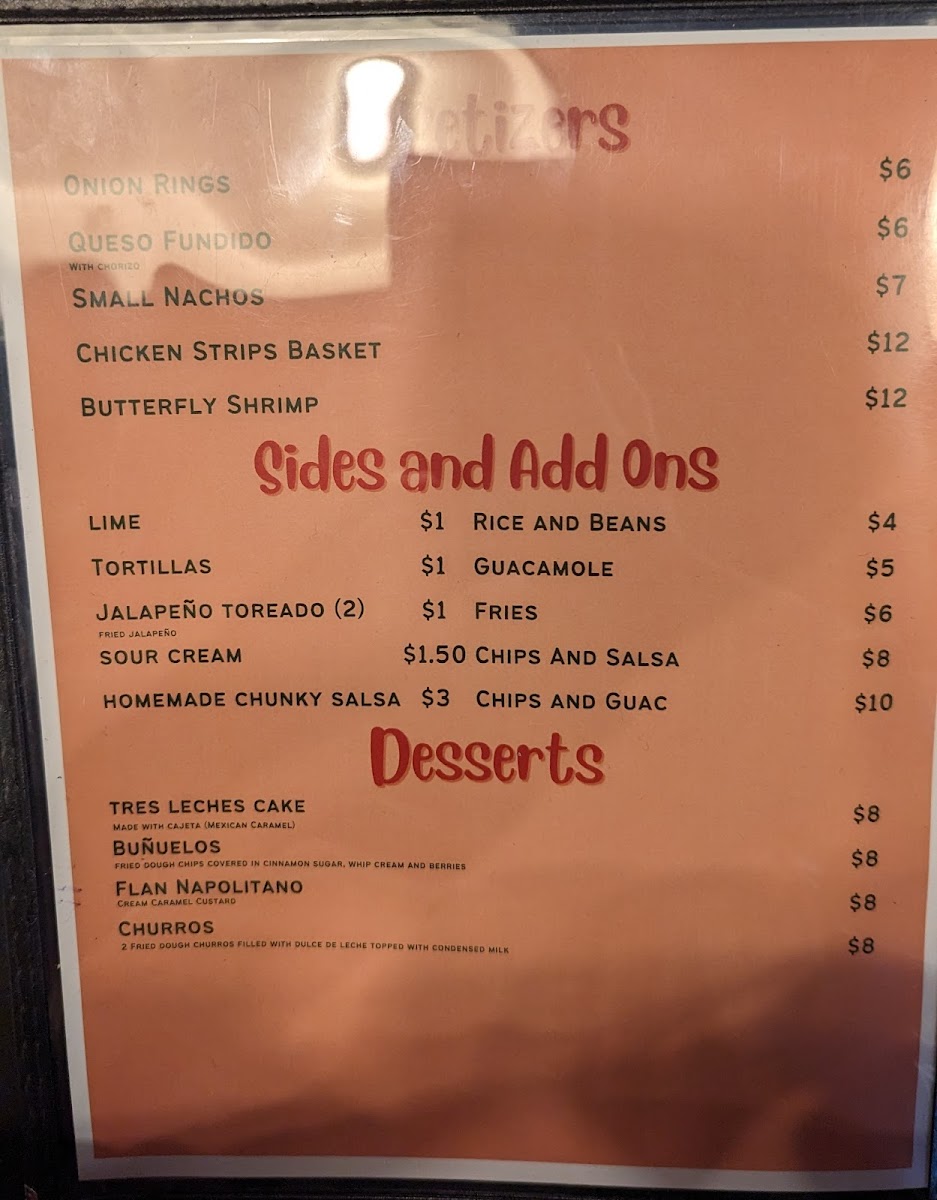 etizers
Onion Rings $6
Queso Fundido $6
with chorizo
Small Nachos $7
Chicken Strips Basket $12
Butterfly Shrimp $12
Sides and Add Ons
lime $1 Rice and Beans $4
Tortillas $1 Guacamole $5
Jalapeño toreado (2) $1 Fries $6
Fried Jalapeño
sour cream $1.50 Chips And Salsa $8
homemade chunky salsa $3 Chips and Guac $10
Desserts
tres leches cake $8
Made with cajeta (Mexican Caramel)
Buñuelos $8
Fried dough chips covered in cinnamon sugar, whip cream and berries
Flan Napolitano $8
Cream Caramel Custard
Churros $8
2 Fried dough churros filled with dulce de leche topped with condensed milk